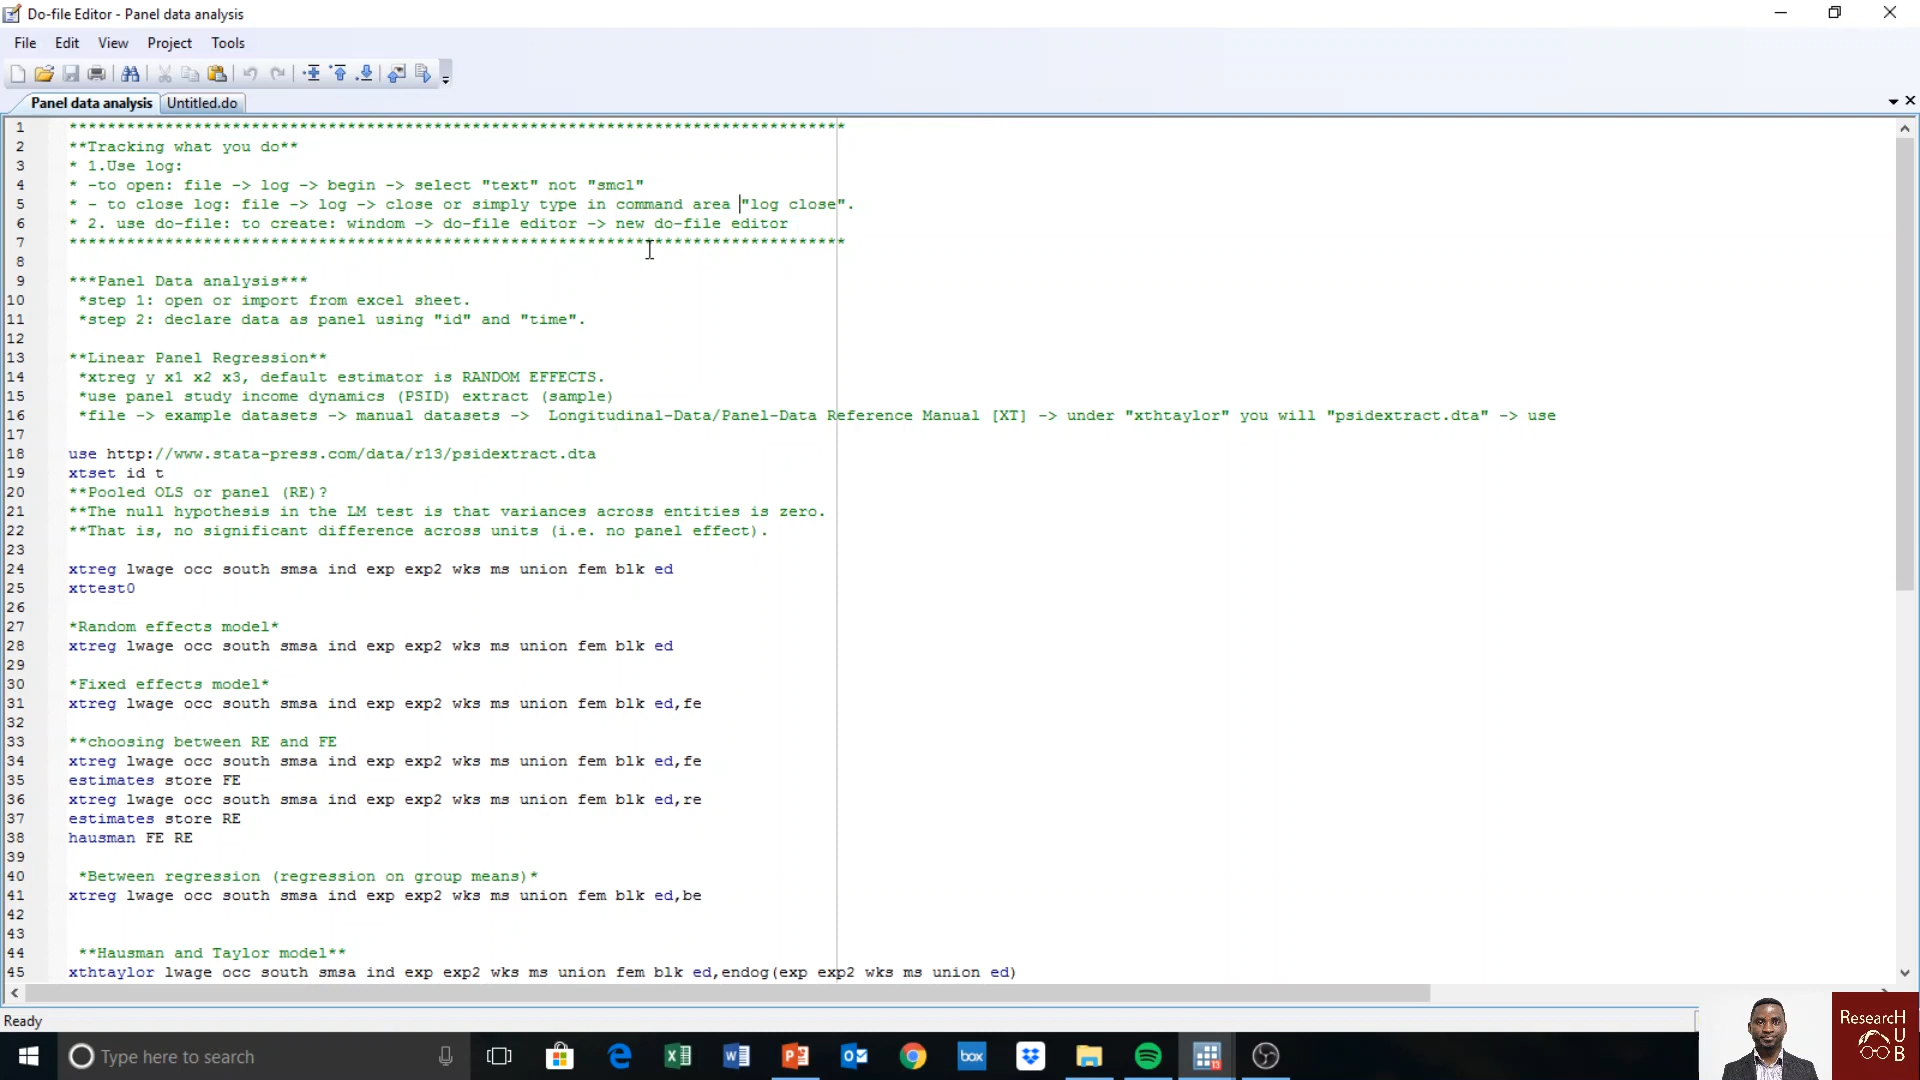 Do-file Editor - Panel data analysis
File Edit View Project Tools
Panel data analysis Untitled.do
1 *********************************************************************************
2 **Tracking what you do**
3 * 1.Use log:
4 * -to open: file -> log -> begin -> select "text" not "smcl"
5 * - to close log: file -> log -> close or simply type in command area "log close".
6 * 2. use do-file: to create: windom -> do-file editor -> new do-file editor
7 *********************************************************************************
8
9 ***Panel Data analysis***
10 *step 1: open or import from excel sheet.
11 *step 2: declare data as panel using "id" and "time".
12
13 **Linear Panel Regression**
14 *xtreg y x1 x2 x3, default estimator is RANDOM EFFECTS.
15 *use panel study income dynamics (PSID) extract (sample)
16 *file -> example datasets -> manual datasets -> Longitudinal-Data/Panel-Data Reference Manual [XT] -> under "xthtaylor" you will "psidextract.dta" -> use
17
18 use http://www.stata-press.com/data/r13/psidextract.dta
19 xtset id t
20 **Pooled OLS or panel (RE)?
21 **The null hypothesis in the LM test is that variances across entities is zero.
22 **That is, no significant difference across units (i.e. no panel effect).
23
24 xtreg lwage occ south smsa ind exp exp2 wks ms union fem blk ed
25 xttest0
26
27 *Random effects model*
28 xtreg lwage occ south smsa ind exp exp2 wks ms union fem blk ed
29
30 *Fixed effects model*
31 xtreg lwage occ south smsa ind exp exp2 wks ms union fem blk ed,fe
32
33 **choosing between RE and FE
34 xtreg lwage occ south smsa ind exp exp2 wks ms union fem blk ed,fe
35 estimates store FE
36 xtreg lwage occ south smsa ind exp exp2 wks ms union fem blk ed,re
37 estimates store RE
38 hausman FE RE
39
40 *Between regression (regression on group means)*
41 xtreg lwage occ south smsa ind exp exp2 wks ms union fem blk ed,be
42
43
44 **Hausman and Taylor model**
45 xthtaylor lwage occ south smsa ind exp exp2 wks ms union fem blk ed,endog(exp exp2 wks ms union ed)
Ready
Type here to search
box
13
ResearcH
U
B